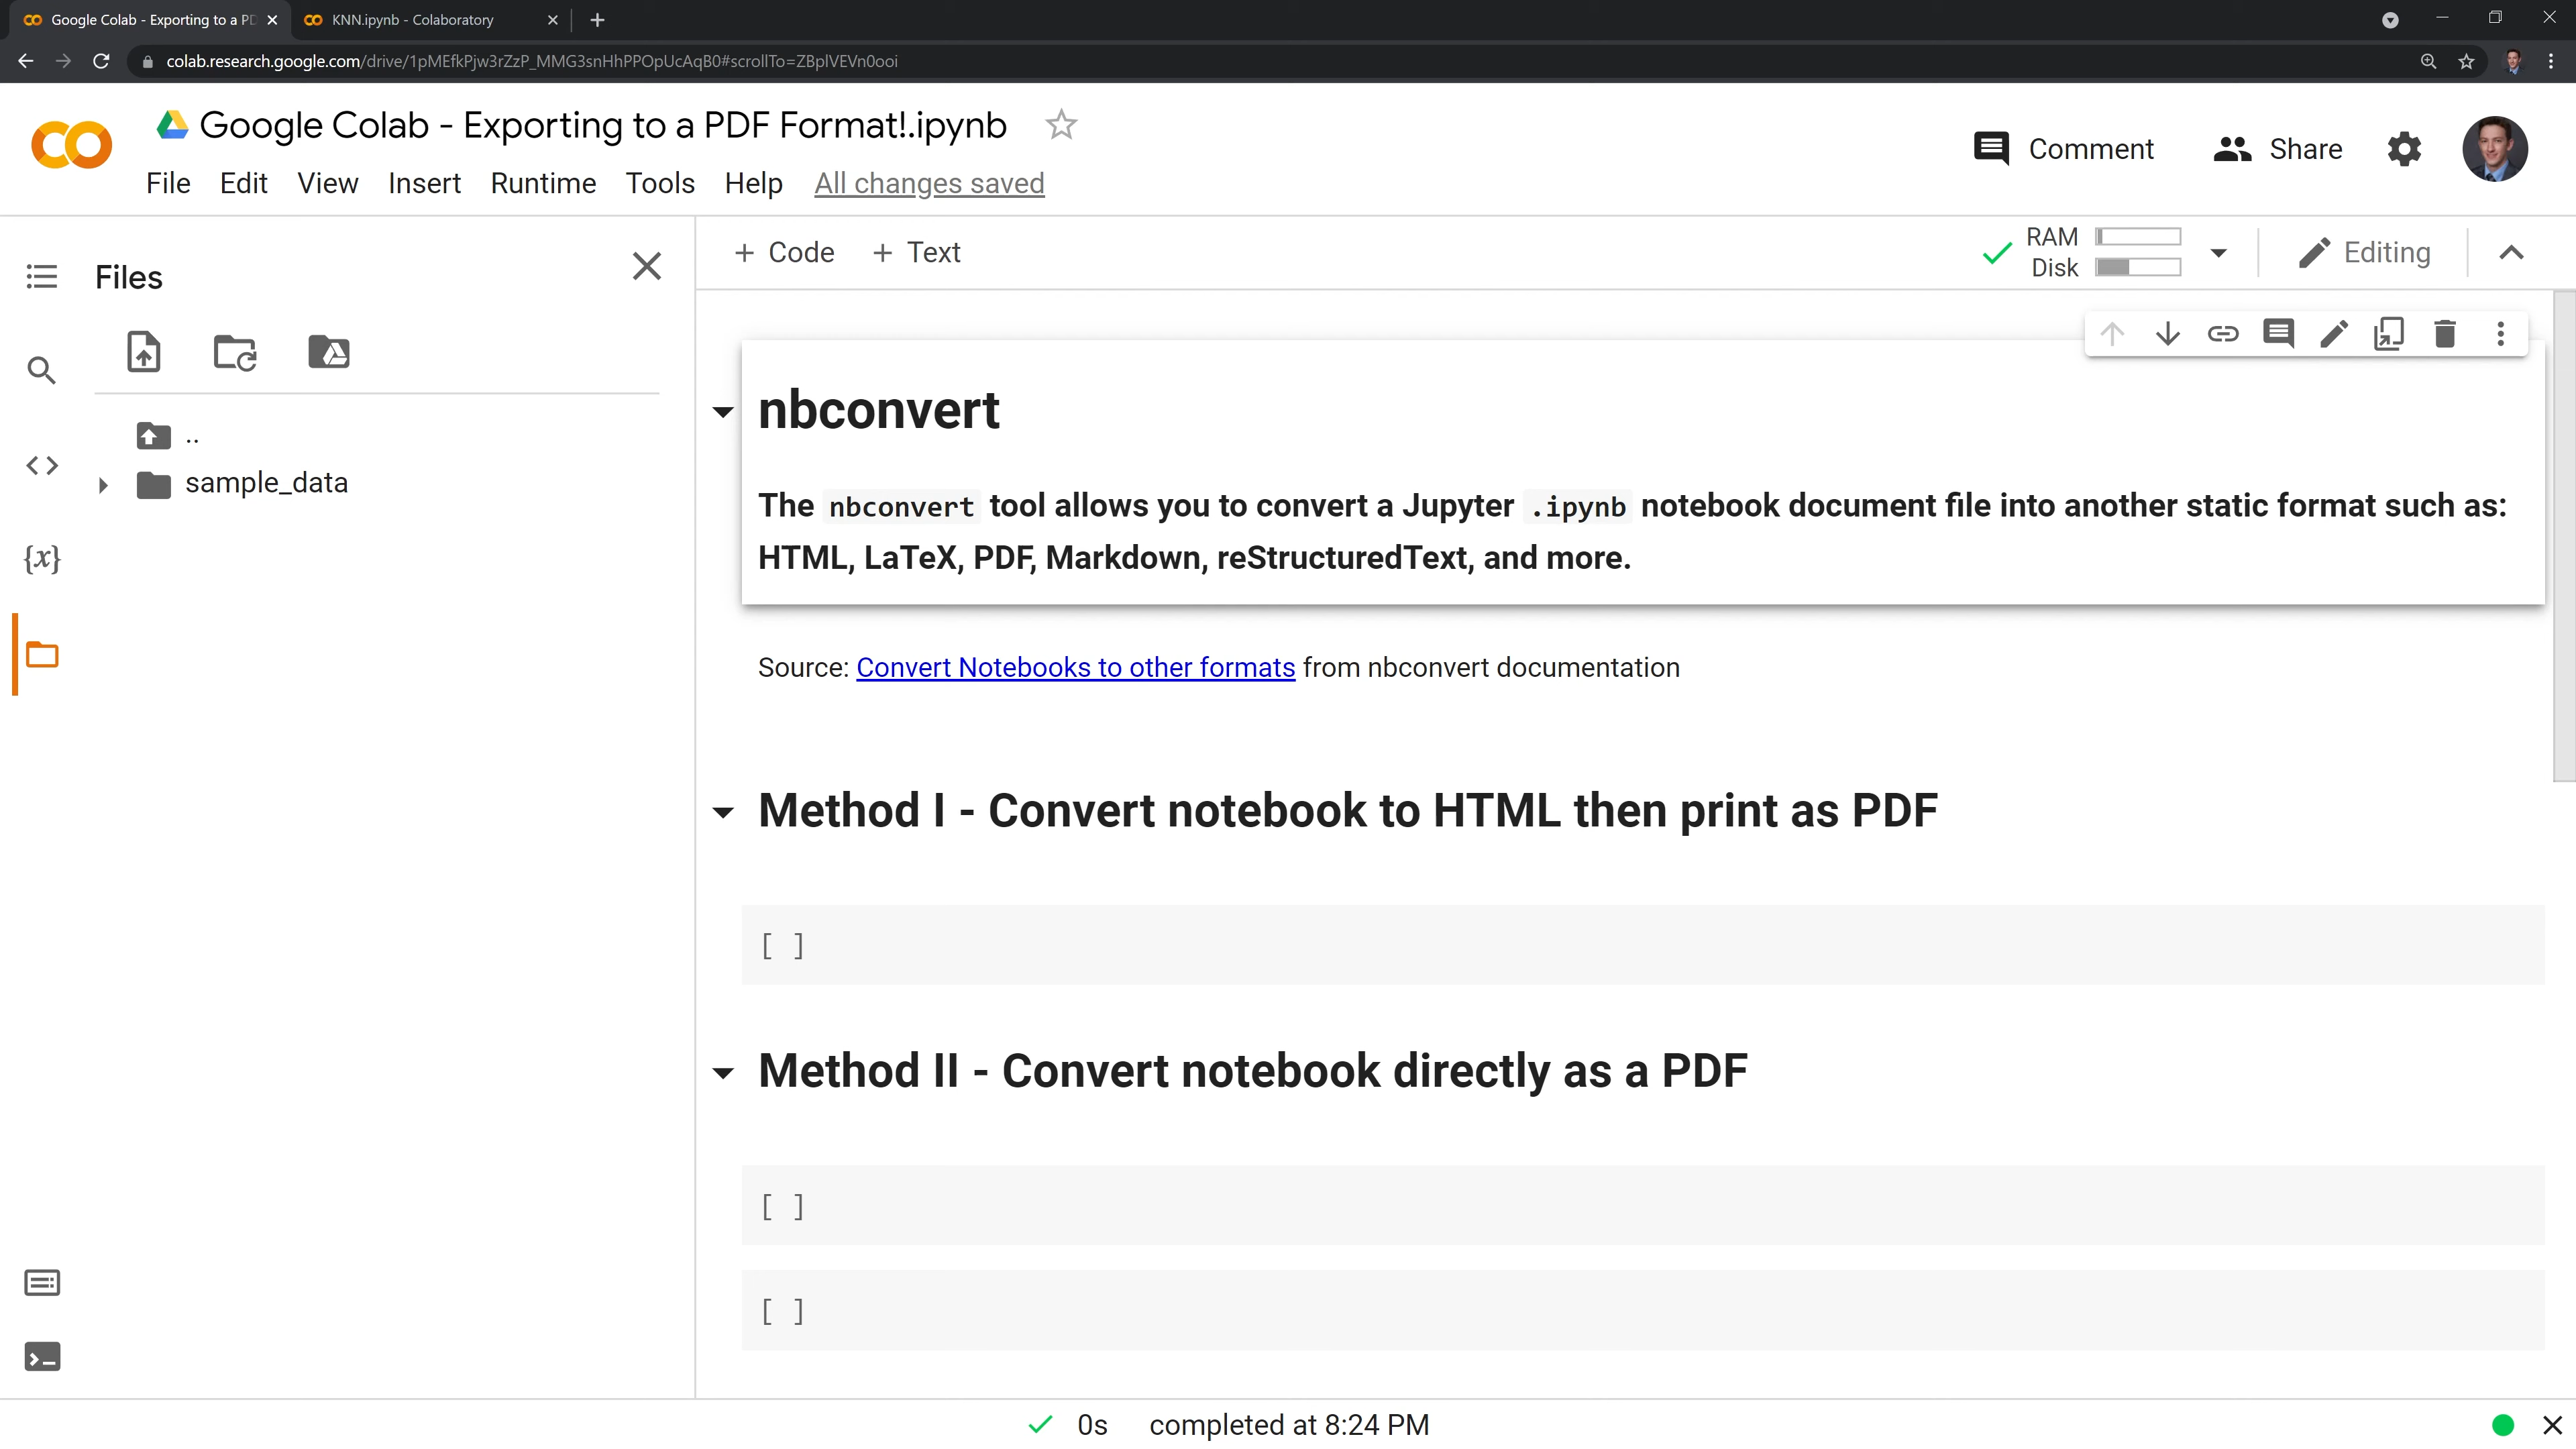 Google Colab - Exporting to a PD
KNN.ipynb - Colaboratory
colab.research.google.com/drive/1pMEfkPjw3rZzP_MMG3snHhPPOpUcAqB0#scrollTo=ZBplVEVn0ooi
Google Colab - Exporting to a PDF Format!.ipynb
Comment
Share
File Edit View Insert Runtime Tools Help All changes saved
Files
+ Code + Text
RAM
Disk
Editing
..
sample_data
{x}
nbconvert
The nbconvert tool allows you to convert a Jupyter .ipynb notebook document file into another static format such as:
HTML, LaTeX, PDF, Markdown, reStructuredText, and more.
Source: Convert Notebooks to other formats from nbconvert documentation
Method I - Convert notebook to HTML then print as PDF
[ ]
Method II - Convert notebook directly as a PDF
[ ]
[ ]
0s completed at 8:24 PM